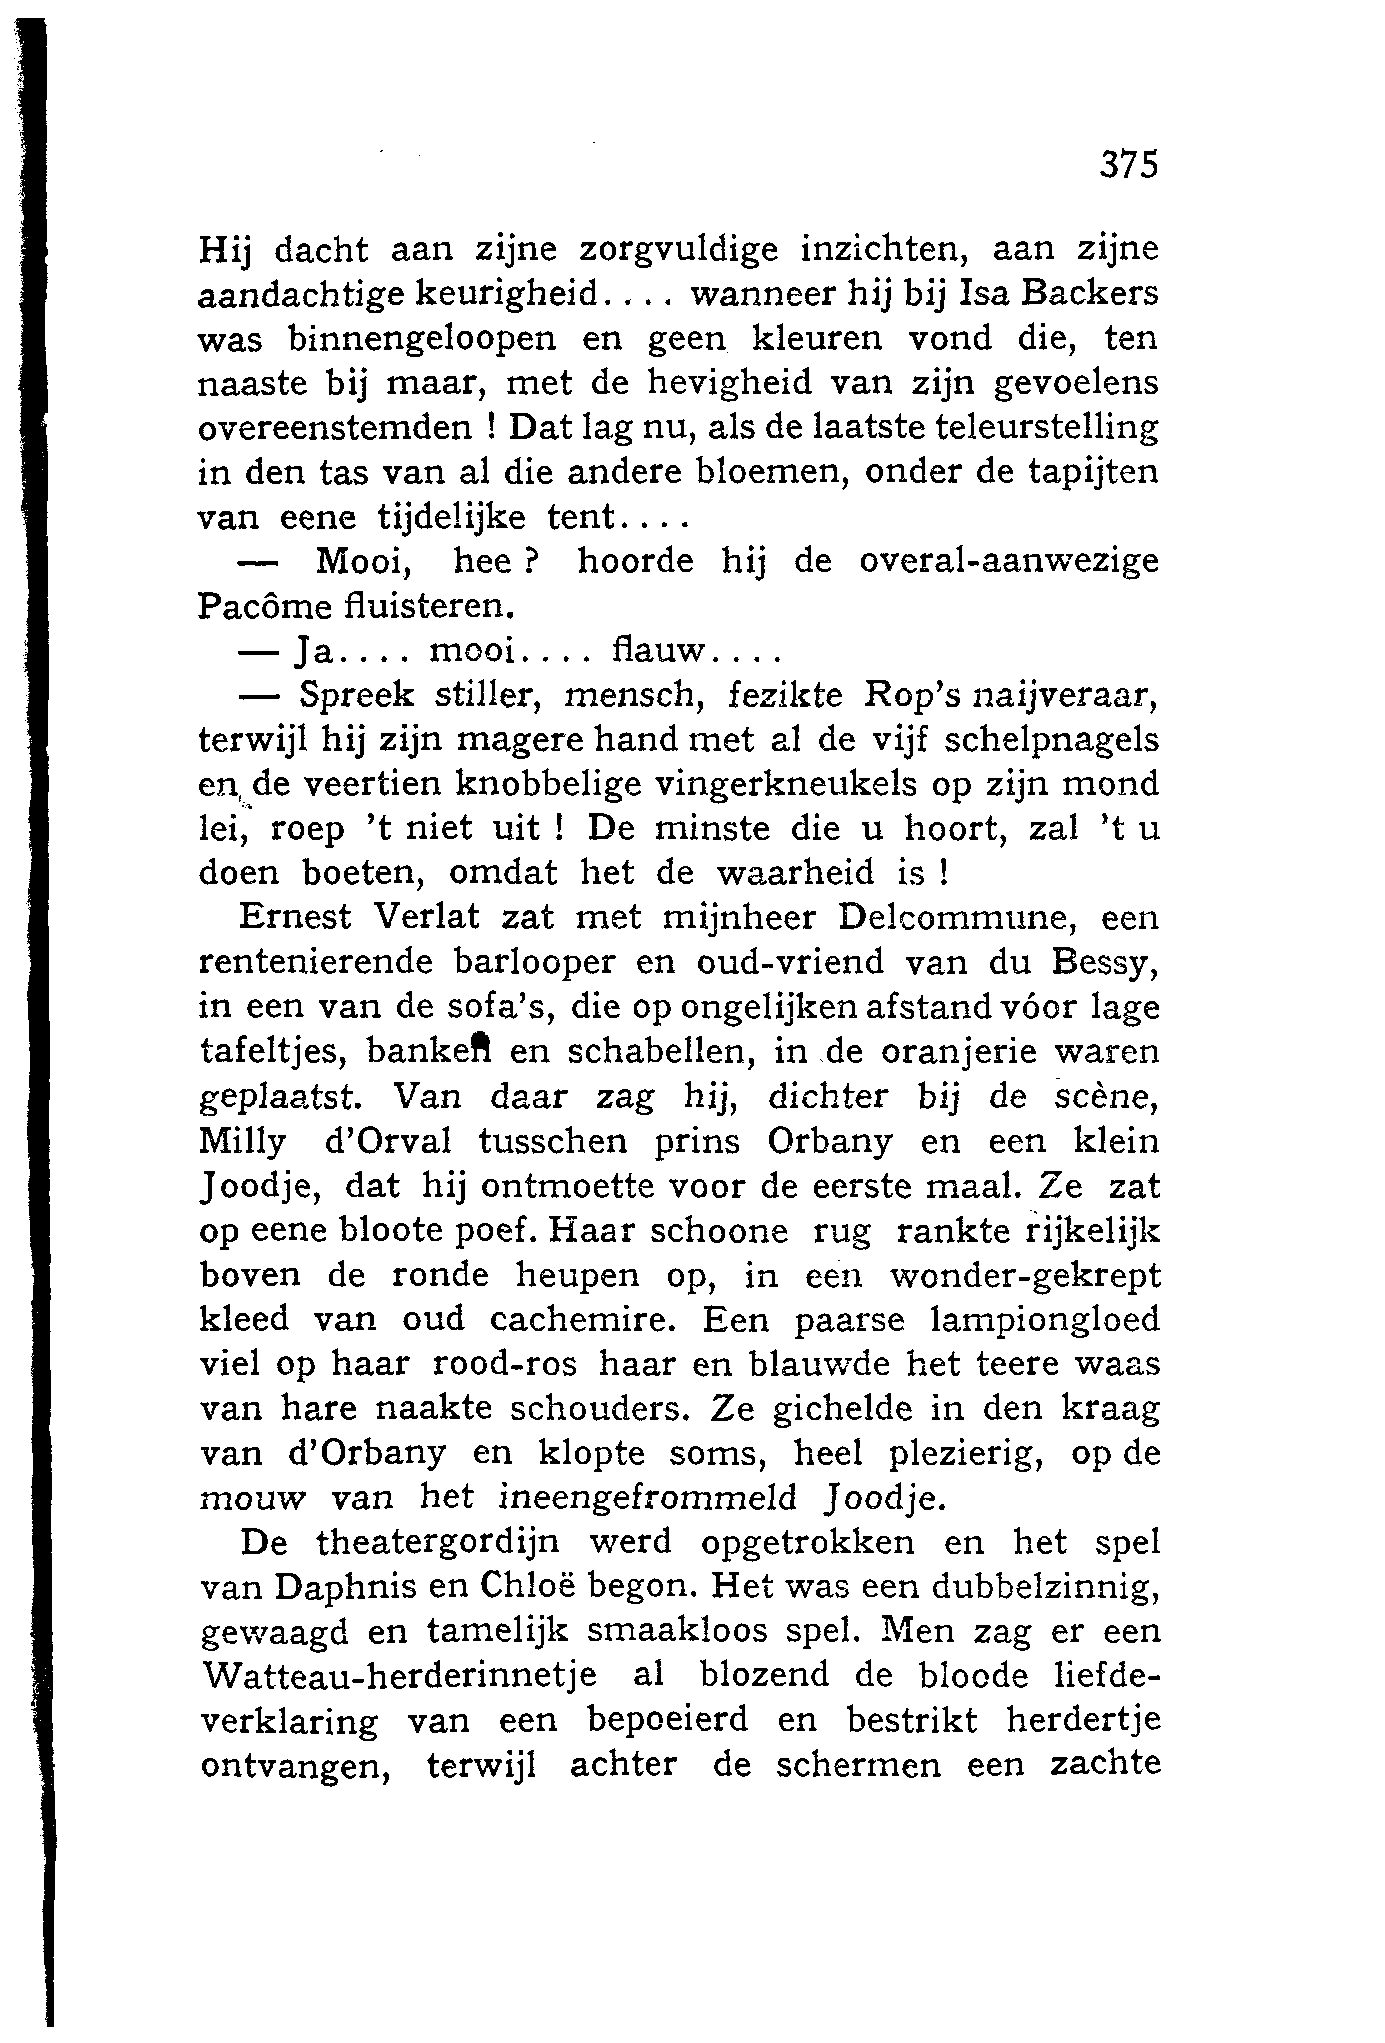 375
Hij dacht aan zijne zorgvuldige inzichten, aan zijne
aandachtige keurigheid.... wanneer hij bij Isa Backers
was binnengeloopen en geen kleuren vond die, ten
naaste bij maar, met de hevigheid van zijn gevoelens
overeenstemden ! Dat lag nu, als de laatste teleurstelling
in den tas van al die andere bloemen, onder de tapijten
van eene tijdelijke tent....
— Mooi, hee ? hoorde hij de overal-aanwezige
Pacôme fluisteren.
— Ja.... mooi.... flauw....
— Spreek stiller, mensch, fezikte Rop's naijveraar,
terwijl hij zijn magere hand met al de vijf schelpnagels
en de veertien knobbelige vingerkneukels op zijn mond
lei, roep 't niet uit ! De minste die u hoort, zal 't u
doen boeten, omdat het de waarheid is !
Ernest Verlat zat met mijnheer Delcommune, een
rentenierende barlooper en oud-vriend van du Bessy,
in een van de sofa's, die op ongelijken afstand vóor lage
tafeltjes, banken en schabellen, in de oranjerie waren
geplaatst. Van daar zag hij, dichter bij de scène,
Milly d'Orval tusschen prins Orbany en een klein
Joodje, dat hij ontmoette voor de eerste maal. Ze zat
op eene bloote poef. Haar schoone rug rankte rijkelijk
boven de ronde heupen op, in een wonder-gekrept
kleed van oud cachemire. Een paarse lampiongloed
viel op haar rood-ros haar en blauwde het teere waas
van hare naakte schouders. Ze gichelde in den kraag
van d'Orbany en klopte soms, heel plezierig, op de
mouw van het ineengefrommeld Joodje.
De theatergordijn werd opgetrokken en het spel
van Daphnis en Chloë begon. Het was een dubbelzinnig,
gewaagd en tamelijk smaakloos spel. Men zag er een
Watteau-herderinnetje al blozend de bloode liefde-
verklaring van een bepoeierd en bestrikt herdertje
ontvangen, terwijl achter de schermen een zachte